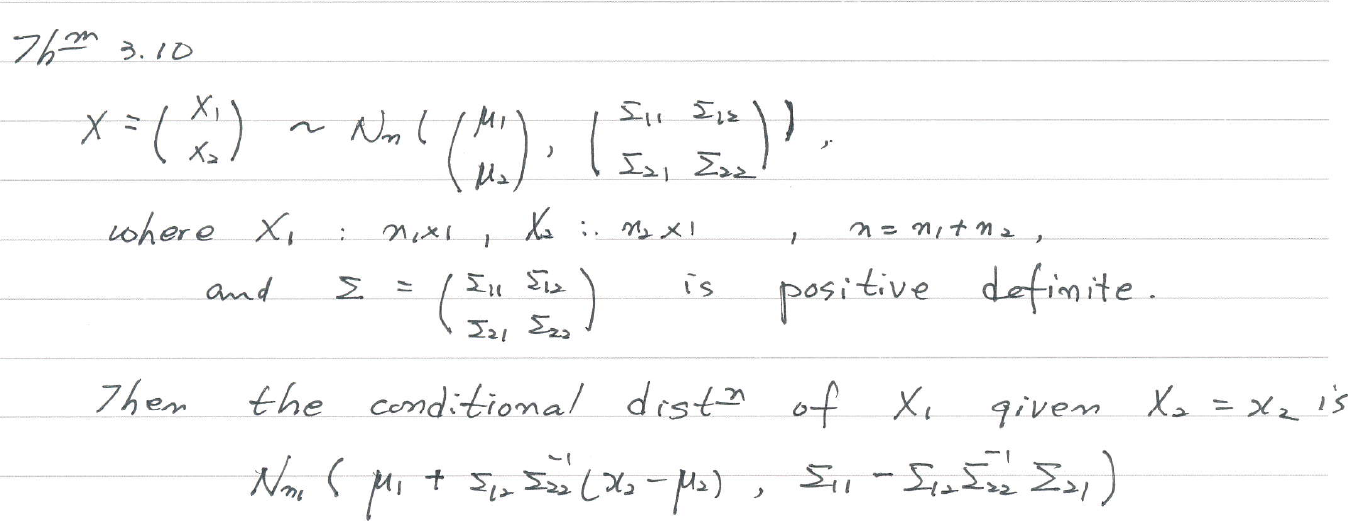 Thm 3.10
X = ( X₁ X₂ ) ~ Nn ( ( μ₁ μ₂ ), ( Σ₁₁ Σ₁₂ Σ₂₁ Σ₂₂ ) ),
where X₁ : n₁×1 , X₂ : n₂×1 , n = n₁+n₂ ,
and Σ = ( Σ₁₁ Σ₁₂ Σ₂₁ Σ₂₂ ) is positive definite.
Then the conditional distn of X₁ given X₂ = x₂ is
Nn₁ ( μ₁ + Σ₁₂ Σ₂₂⁻¹ (x₂ - μ₂) , Σ₁₁ - Σ₁₂ Σ₂₂⁻¹ Σ₂₁ )